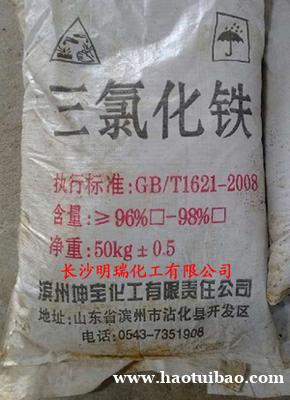 三氯化铁
执行标准:GB/T1621-2008
含量:≥96%□-98%□
净重:50kg±0.5
长沙明瑞化工有限公司
滨州坤宝化工有限责任公司
地址:山东省滨州市沾化县开发区
电话:0543-7351908
www.haotuibao.com